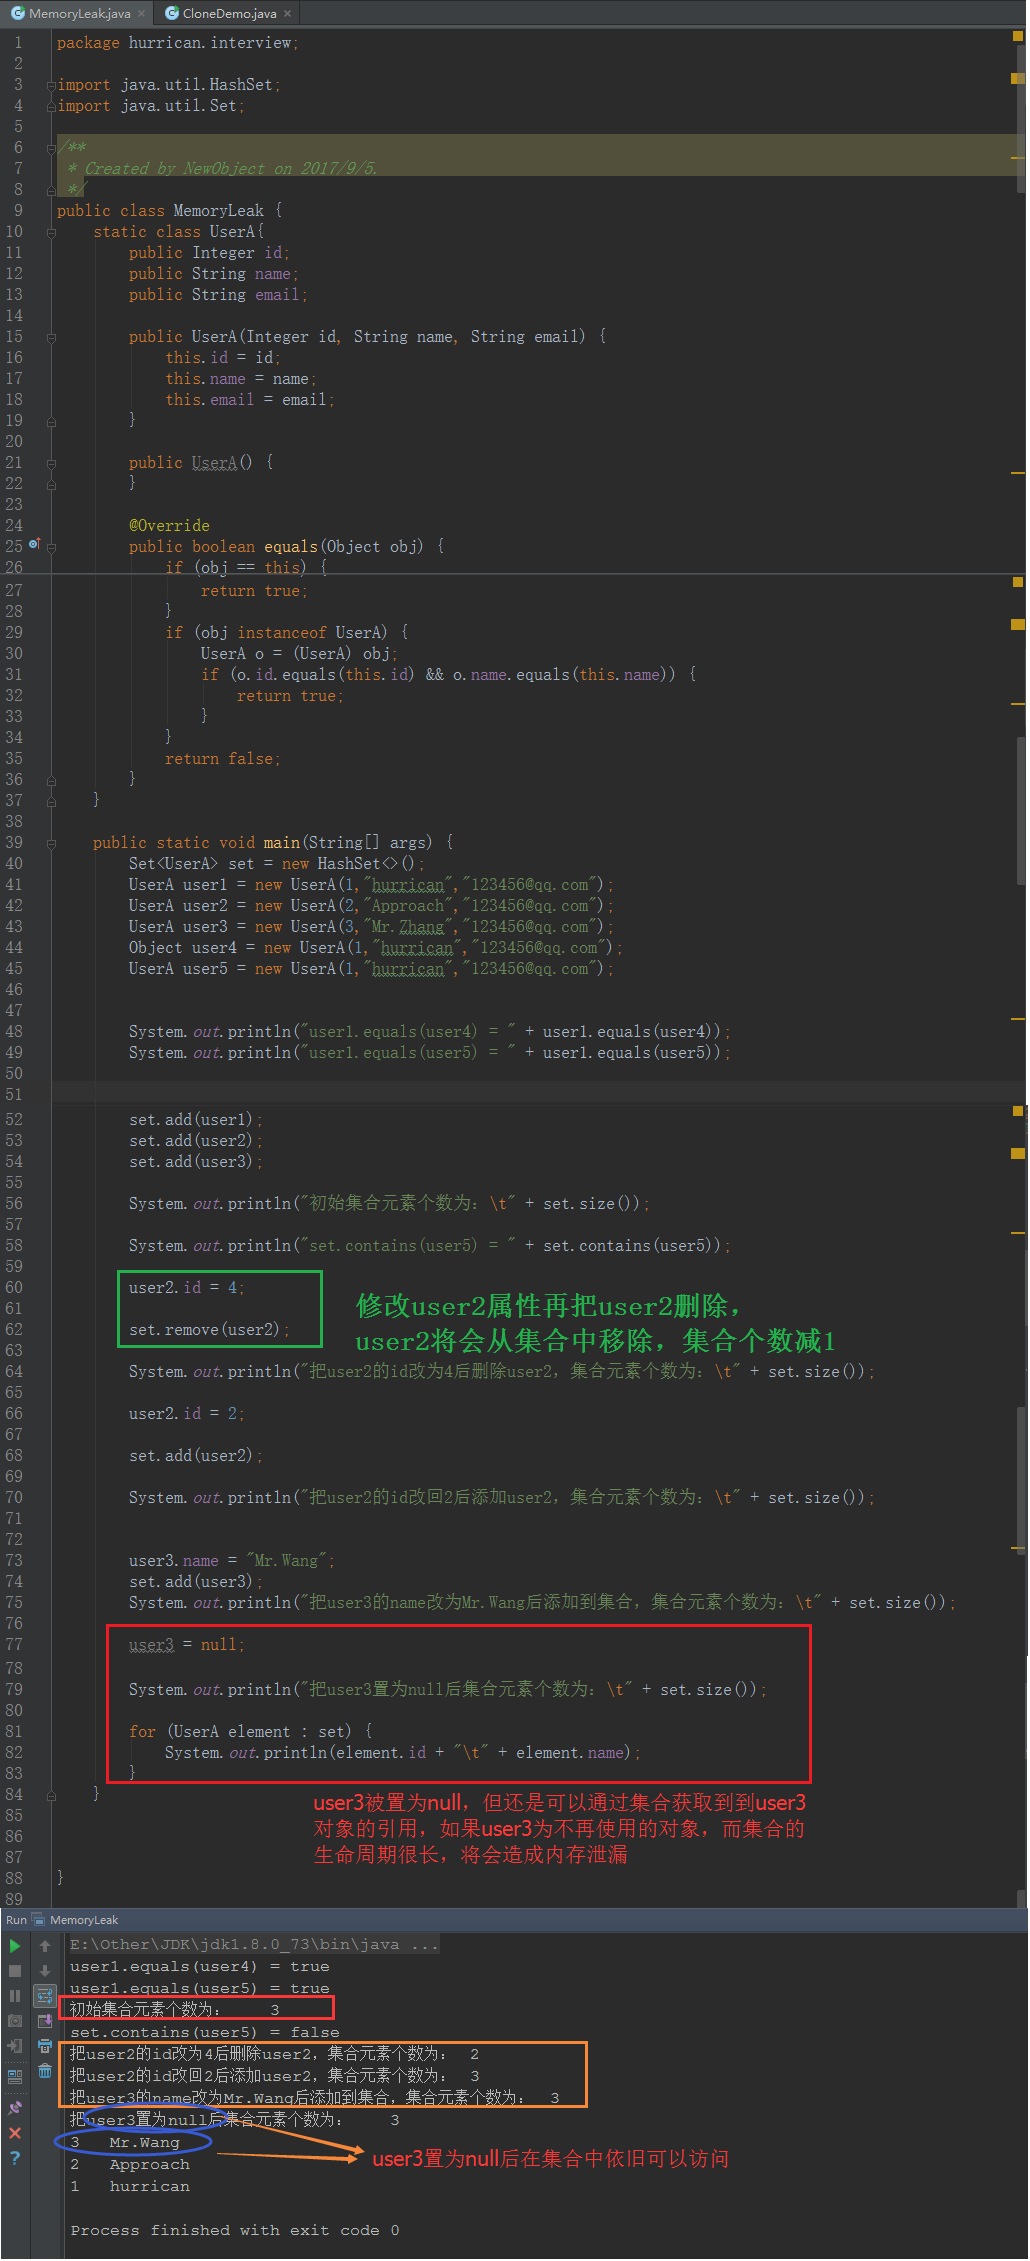 MemoryLeak.java × CloneDemo.java ×
1 package hurrican.interview;
2
3 import java.util.HashSet;
4 import java.util.Set;
5
6 /**
7 * Created by NewObject on 2017/9/5.
8 */
9 public class MemoryLeak {
10 static class UserA{
11 public Integer id;
12 public String name;
13 public String email;
14
15 public UserA(Integer id, String name, String email) {
16 this.id = id;
17 this.name = name;
18 this.email = email;
19 }
20
21 public UserA() {
22 }
23
24 @Override
25 public boolean equals(Object obj) {
26 if (obj == this) {
27 return true;
28 }
29 if (obj instanceof UserA) {
30 UserA o = (UserA) obj;
31 if (o.id.equals(this.id) && o.name.equals(this.name)) {
32 return true;
33 }
34 }
35 return false;
36 }
37 }
38
39 public static void main(String[] args) {
40 Set<UserA> set = new HashSet<>();
41 UserA user1 = new UserA(1,"hurrican","123456@qq.com");
42 UserA user2 = new UserA(2,"Approach","123456@qq.com");
43 UserA user3 = new UserA(3,"Mr.Zhang","123456@qq.com");
44 Object user4 = new UserA(1,"hurrican","123456@qq.com");
45 UserA user5 = new UserA(1,"hurrican","123456@qq.com");
46
47
48 System.out.println("user1.equals(user4) = " + user1.equals(user4));
49 System.out.println("user1.equals(user5) = " + user1.equals(user5));
50
51
52 set.add(user1);
53 set.add(user2);
54 set.add(user3);
55
56 System.out.println("初始集合元素个数为：\t" + set.size());
57
58 System.out.println("set.contains(user5) = " + set.contains(user5));
59
60 user2.id = 4;
61
62 set.remove(user2);
63
修改user2属性再把user2删除，
user2将会从集合中移除，集合个数减1
64 System.out.println("把user2的id改为4后删除user2，集合元素个数为：\t" + set.size());
65
66 user2.id = 2;
67
68 set.add(user2);
69
70 System.out.println("把user2的id改回2后添加user2，集合元素个数为：\t" + set.size());
71
72
73 user3.name = "Mr.Wang";
74 set.add(user3);
75 System.out.println("把user3的name改为Mr.Wang后添加到集合，集合元素个数为：\t" + set.size());
76
77 user3 = null;
78
79 System.out.println("把user3置为null后集合元素个数为：\t" + set.size());
80
81 for (UserA element : set) {
82 System.out.println(element.id + "\t" + element.name);
83 }
84 }
85
86
87
88 }
89
user3被置为null，但还是可以通过集合获取到到user3
对象的引用，如果user3为不再使用的对象，而集合的
生命周期很长，将会造成内存泄漏
Run MemoryLeak
E:\Other\JDK\jdk1.8.0_73\bin\java ...
user1.equals(user4) = true
user1.equals(user5) = true
初始集合元素个数为： 3
set.contains(user5) = false
把user2的id改为4后删除user2，集合元素个数为： 2
把user2的id改回2后添加user2，集合元素个数为： 3
把user3的name改为Mr.Wang后添加到集合，集合元素个数为： 3
把user3置为null后集合元素个数为： 3
3 Mr.Wang
2 Approach
1 hurrican
user3置为null后在集合中依旧可以访问
Process finished with exit code 0